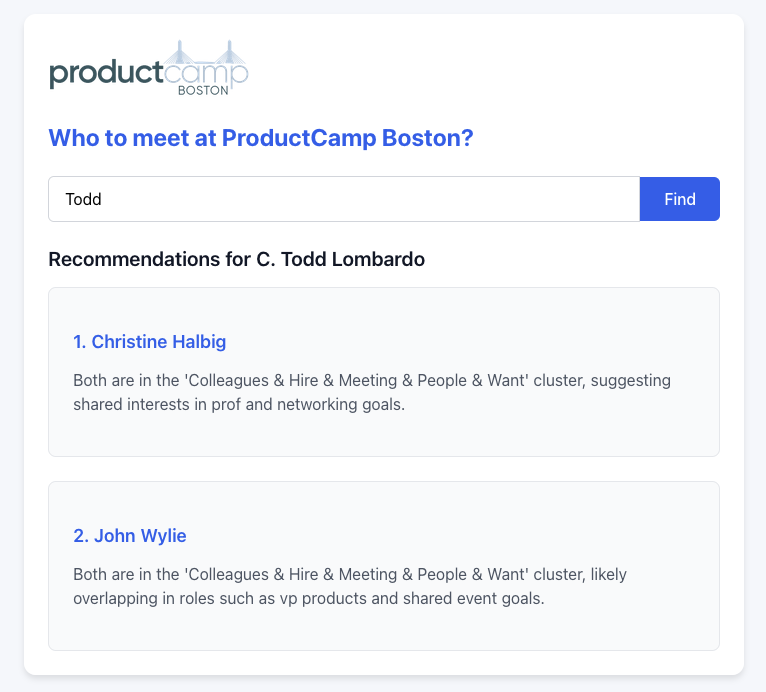 productcamp
BOSTON
Who to meet at ProductCamp Boston?
Todd
Find
Recommendations for C. Todd Lombardo
1. Christine Halbig
Both are in the 'Colleagues & Hire & Meeting & People & Want' cluster, suggesting
shared interests in prof and networking goals.
2. John Wylie
Both are in the 'Colleagues & Hire & Meeting & People & Want' cluster, likely
overlapping in roles such as vp products and shared event goals.